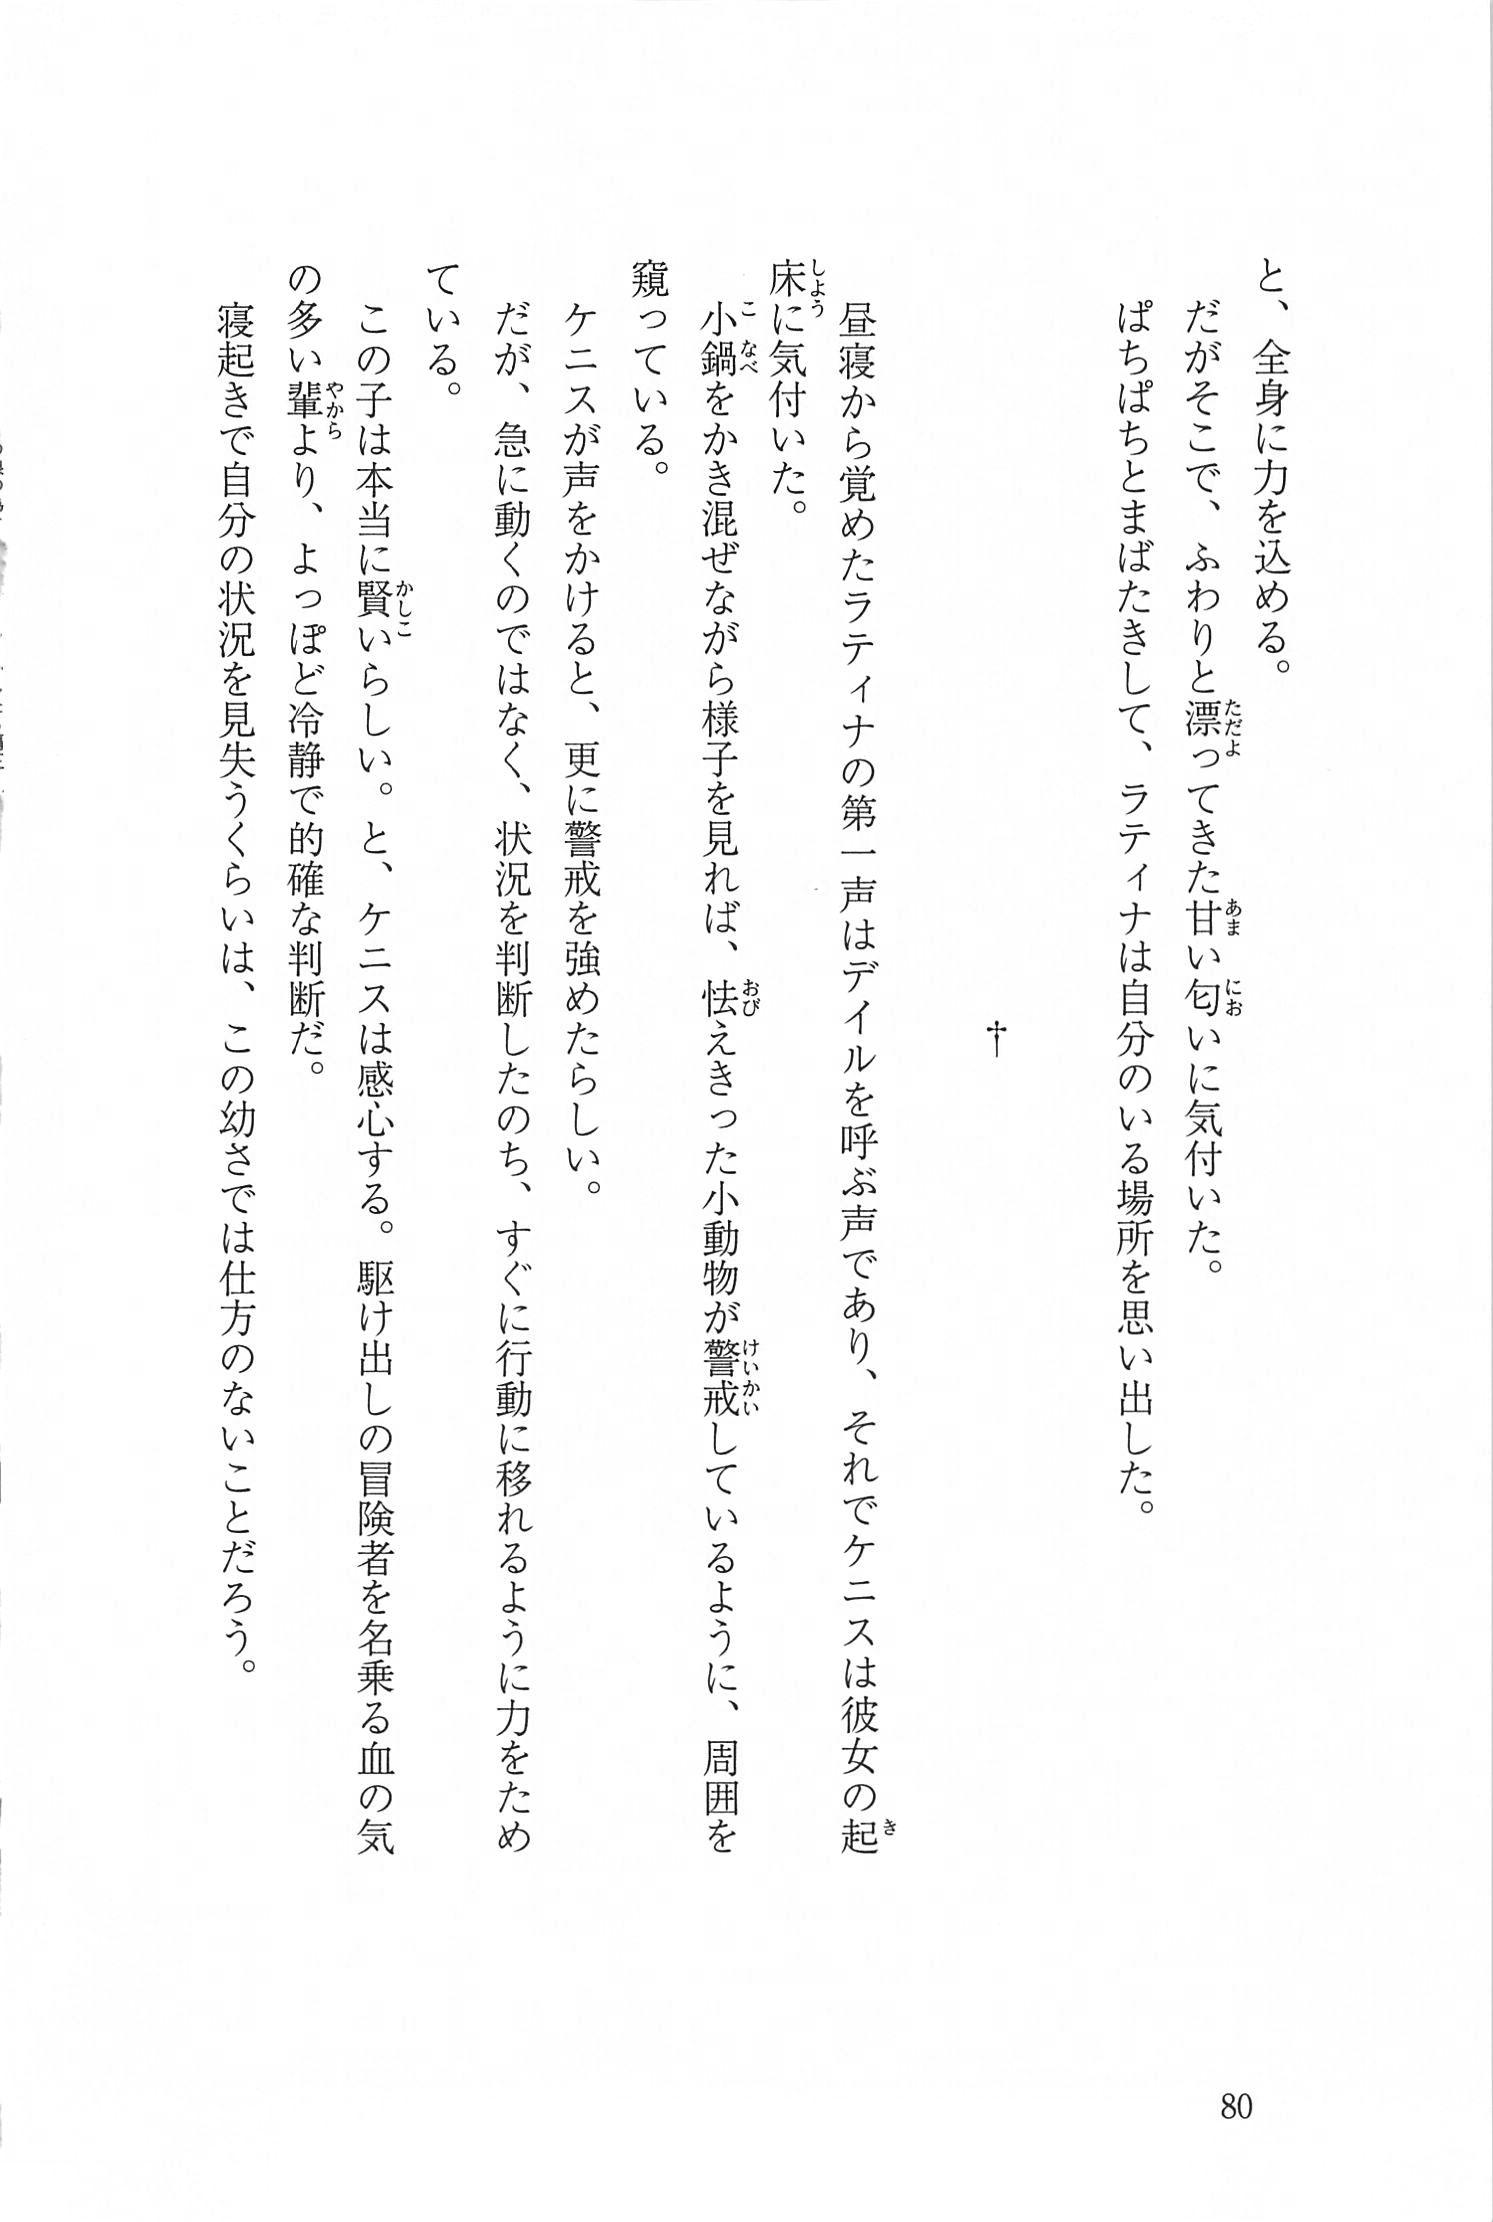 と、全身に力を込める。
だがそこで、ふわりと漂ってきた甘い匂いに気付いた。
ぱちぱちとまばたきして、ラティナは自分のいる場所を思い出した。
†
昼寝から覚めたラティナの第一声はデイルを呼ぶ声であり、それでケニスは彼女の起
床に気付いた。
小鍋をかき混ぜながら様子を見れば、怯えきった小動物が警戒しているように、周囲を
窺っている。
ケニスが声をかけると、更に警戒を強めたらしい。
だが、急に動くのではなく、状況を判断したのち、すぐに行動に移れるように力をため
ている。
この子は本当に賢いらしい。と、ケニスは感心する。駆け出しの冒険者を名乗る血の気
の多い輩より、よっぽど冷静で的確な判断だ。
寝起きで自分の状況を見失うくらいは、この幼さでは仕方のないことだろう。
80